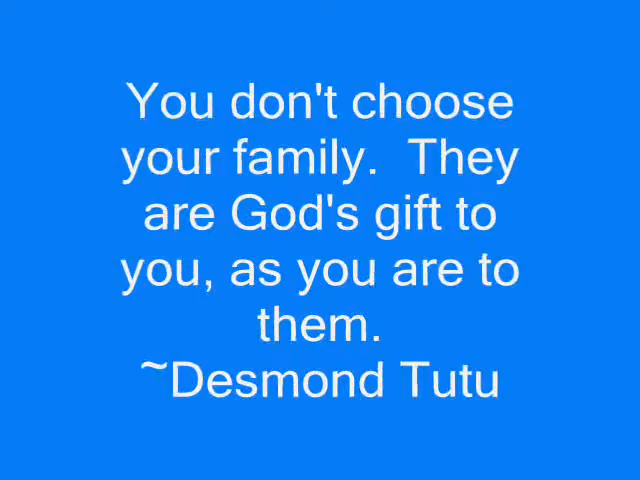 You don't choose
your family.  They
are God's gift to
you, as you are to
them.
~Desmond Tutu